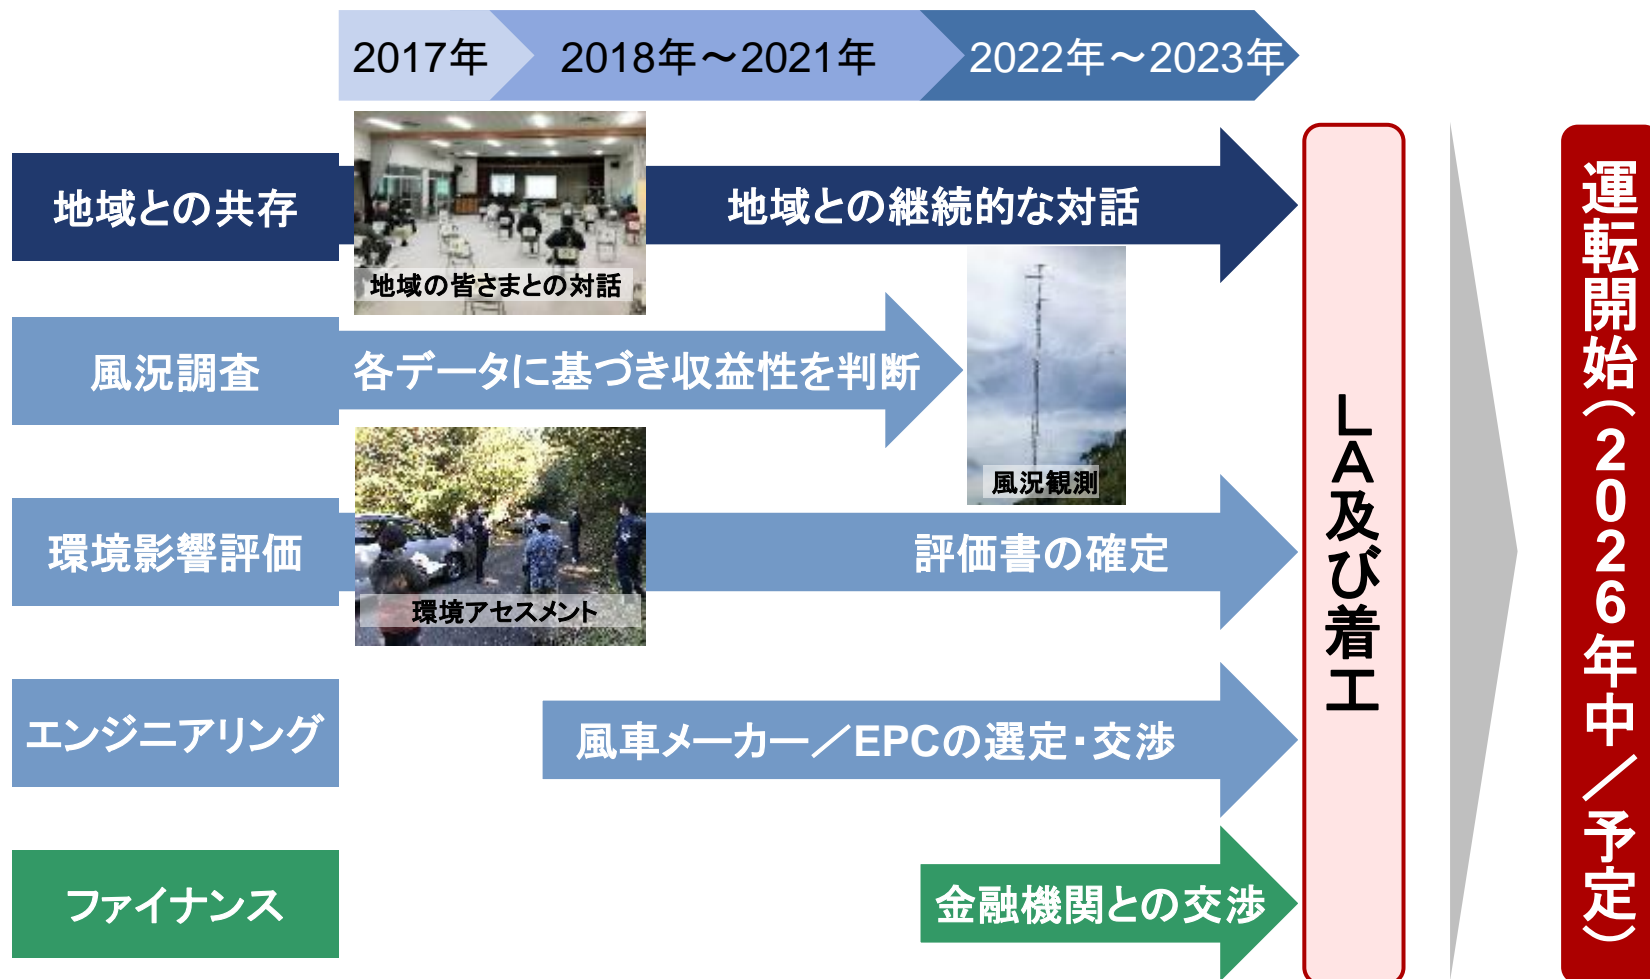 2017年
2018年～2021年
2022年～2023年
地域との共存
地域の皆さまとの対話
地域との継続的な対話
風況調査
各データに基づき収益性を判断
風況観測
環境影響評価
環境アセスメント
評価書の確定
エンジニアリング
風車メーカー／EPCの選定・交渉
ファイナンス
金融機関との交渉
LA及び着工
運転開始（2026年中／予定）